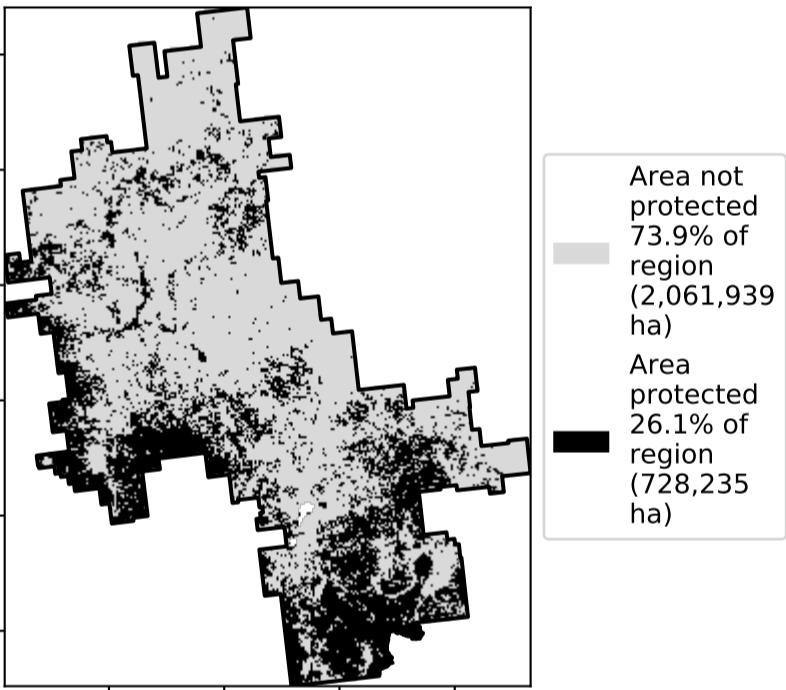 Area not
protected
73.9% of
region
(2,061,939
ha)
Area
protected
26.1% of
region
(728,235
ha)